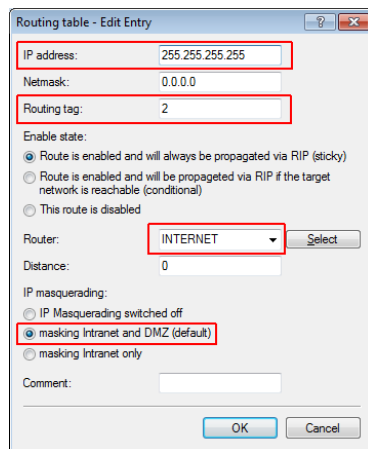 Routing table - Edit Entry
IP address: 255.255.255.255
Netmask: 0.0.0.0
Routing tag: 2
Enable state:
Route is enabled and will always be propagated via RIP (sticky)
Route is enabled and will be propageted via RIP if the target
network is reachable (conditional)
This route is disabled
Router: INTERNET Select
Distance: 0
IP masquerading:
IP Masquerading switched off
masking Intranet and DMZ (default)
masking Intranet only
Comment:
OK Cancel